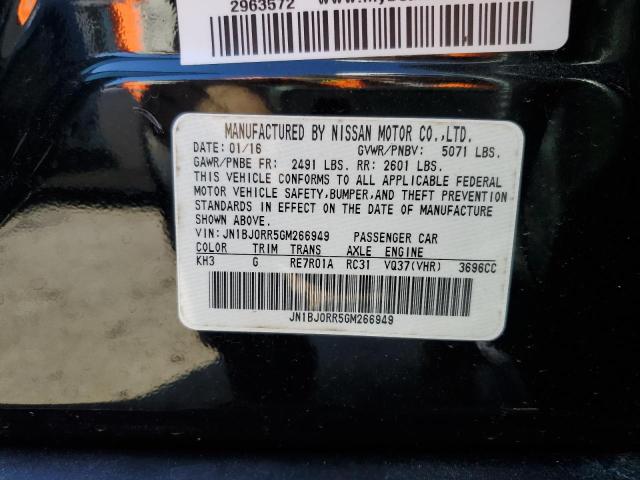 2963572
MANUFACTURED BY NISSAN MOTOR CO.,LTD.
DATE: 01/16 GVWR/PNBV: 5071 LBS.
GAWR/PNBE FR: 2491 LBS. RR: 2601 LBS.
THIS VEHICLE CONFORMS TO ALL APPLICABLE FEDERAL
MOTOR VEHICLE SAFETY,BUMPER,AND THEFT PREVENTION
STANDARDS IN EFFECT ON THE DATE OF MANUFACTURE
SHOWN ABOVE.
VIN: JN1BJ0RR5GM266949 PASSENGER CAR
COLOR TRIM TRANS AXLE ENGINE
KH3 G RE7R01A RC31 VQ37(VHR) 3696CC
JN1BJ0RR5GM266949